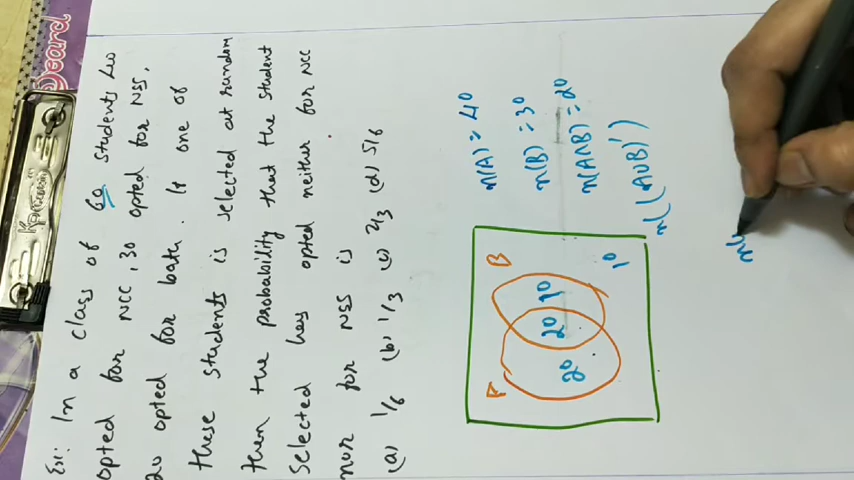 Ex: In a class of 60 students 40
opted for NCC, 30 opted for NSS,
20 opted for both. If one of
these students is selected at random
then the probability that the student
selected has opted neither for NCC
nor for NSS is
(a) 1/6 (b) 1/3 (c) 2/3 (d) 5/6
A B
20 20 10
10
n(A) = 40
n(B) = 30
n(A∩B) = 20
n((A∪B)')
n(
Kapman
Board